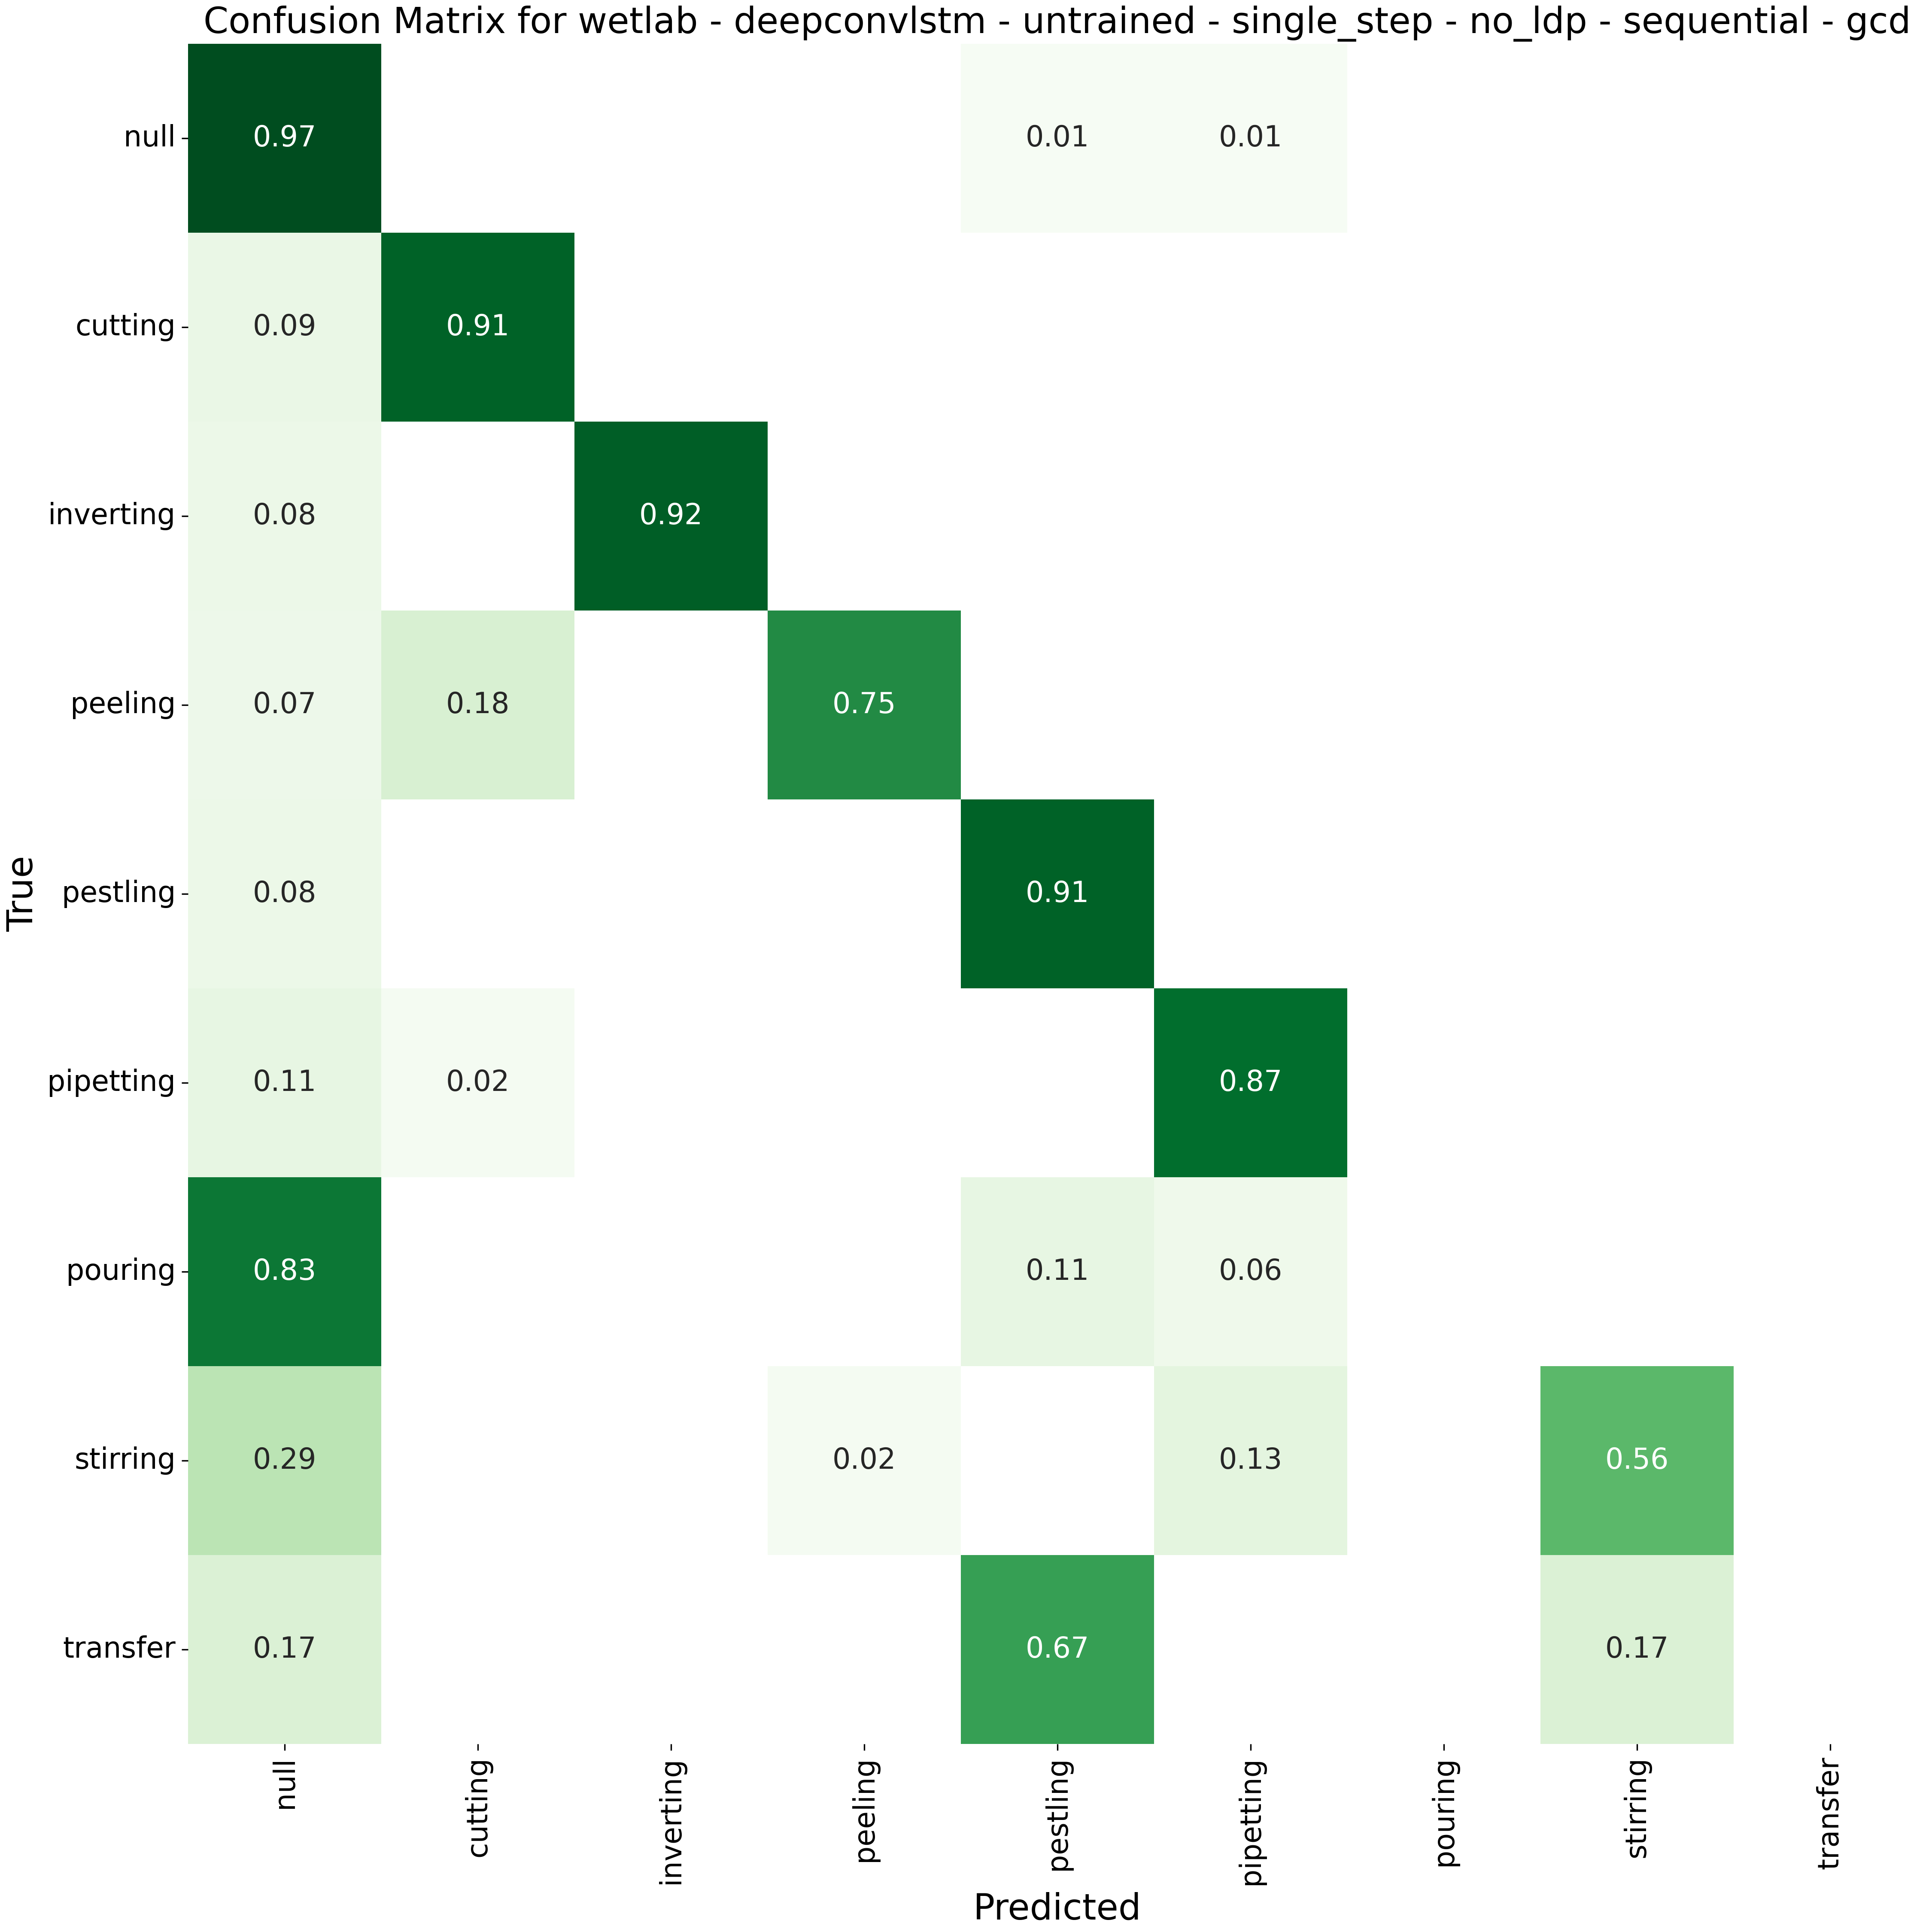 Confusion Matrix for wetlab - deepconvlstm - untrained - single_step - no_ldp - sequential - gcd
null 0.97 0.01 0.01
cutting 0.09 0.91
inverting 0.08 0.92
peeling 0.07 0.18 0.75
pestling 0.08 0.91
pipetting 0.11 0.02 0.87
pouring 0.83 0.11 0.06
stirring 0.29 0.02 0.13 0.56
transfer 0.17 0.67 0.17
True
null cutting inverting peeling pestling pipetting pouring stirring transfer
Predicted